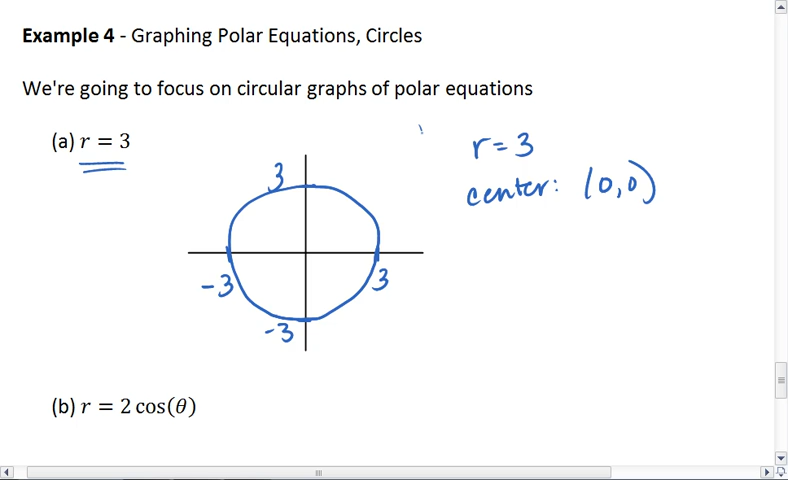 Example 4 - Graphing Polar Equations, Circles
We're going to focus on circular graphs of polar equations
(a) r = 3
r = 3
center: (0,0)
3
-3
3
-3
(b) r = 2 cos(θ)